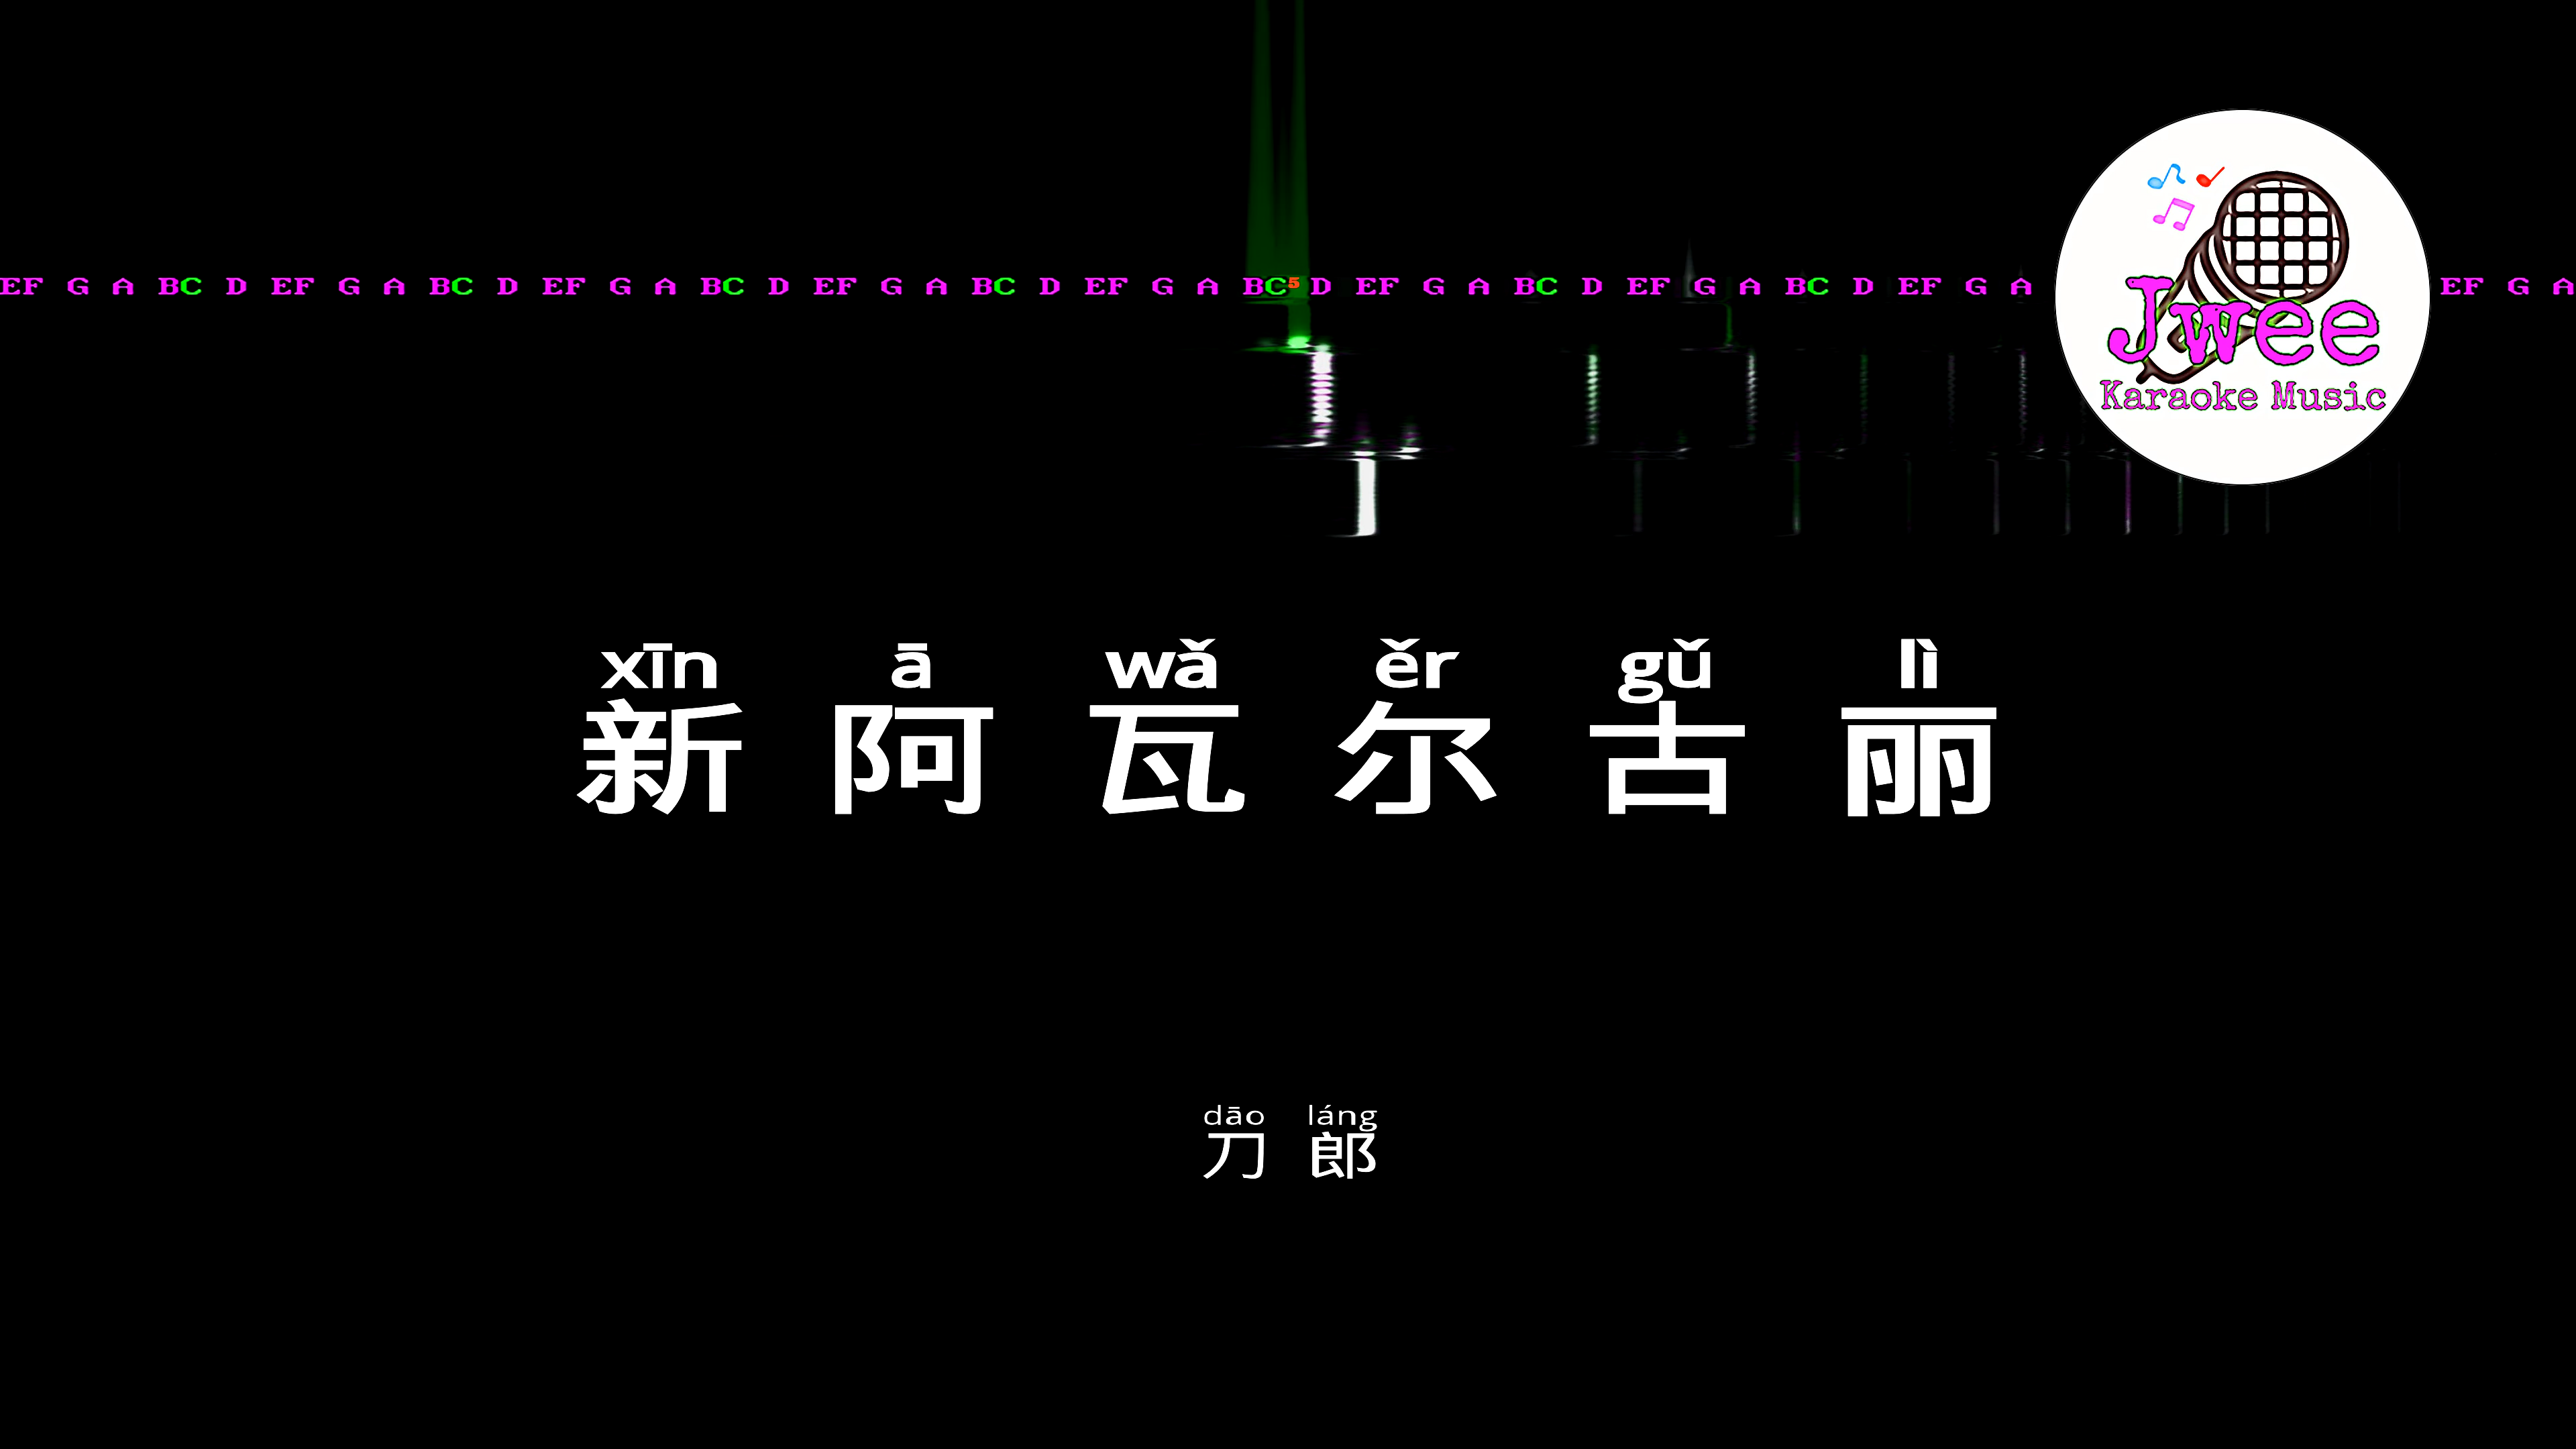 EF G A BC D EF G A BC D EF G A BC D EF G A BC D EF G A BC5 D EF G A BC D EF G A BC D EF G A EF G A
Jwee
Karaoke Music
xīn ā wǎ ěr gǔ lì
新 阿 瓦 尔 古 丽
dāo láng
刀 郎